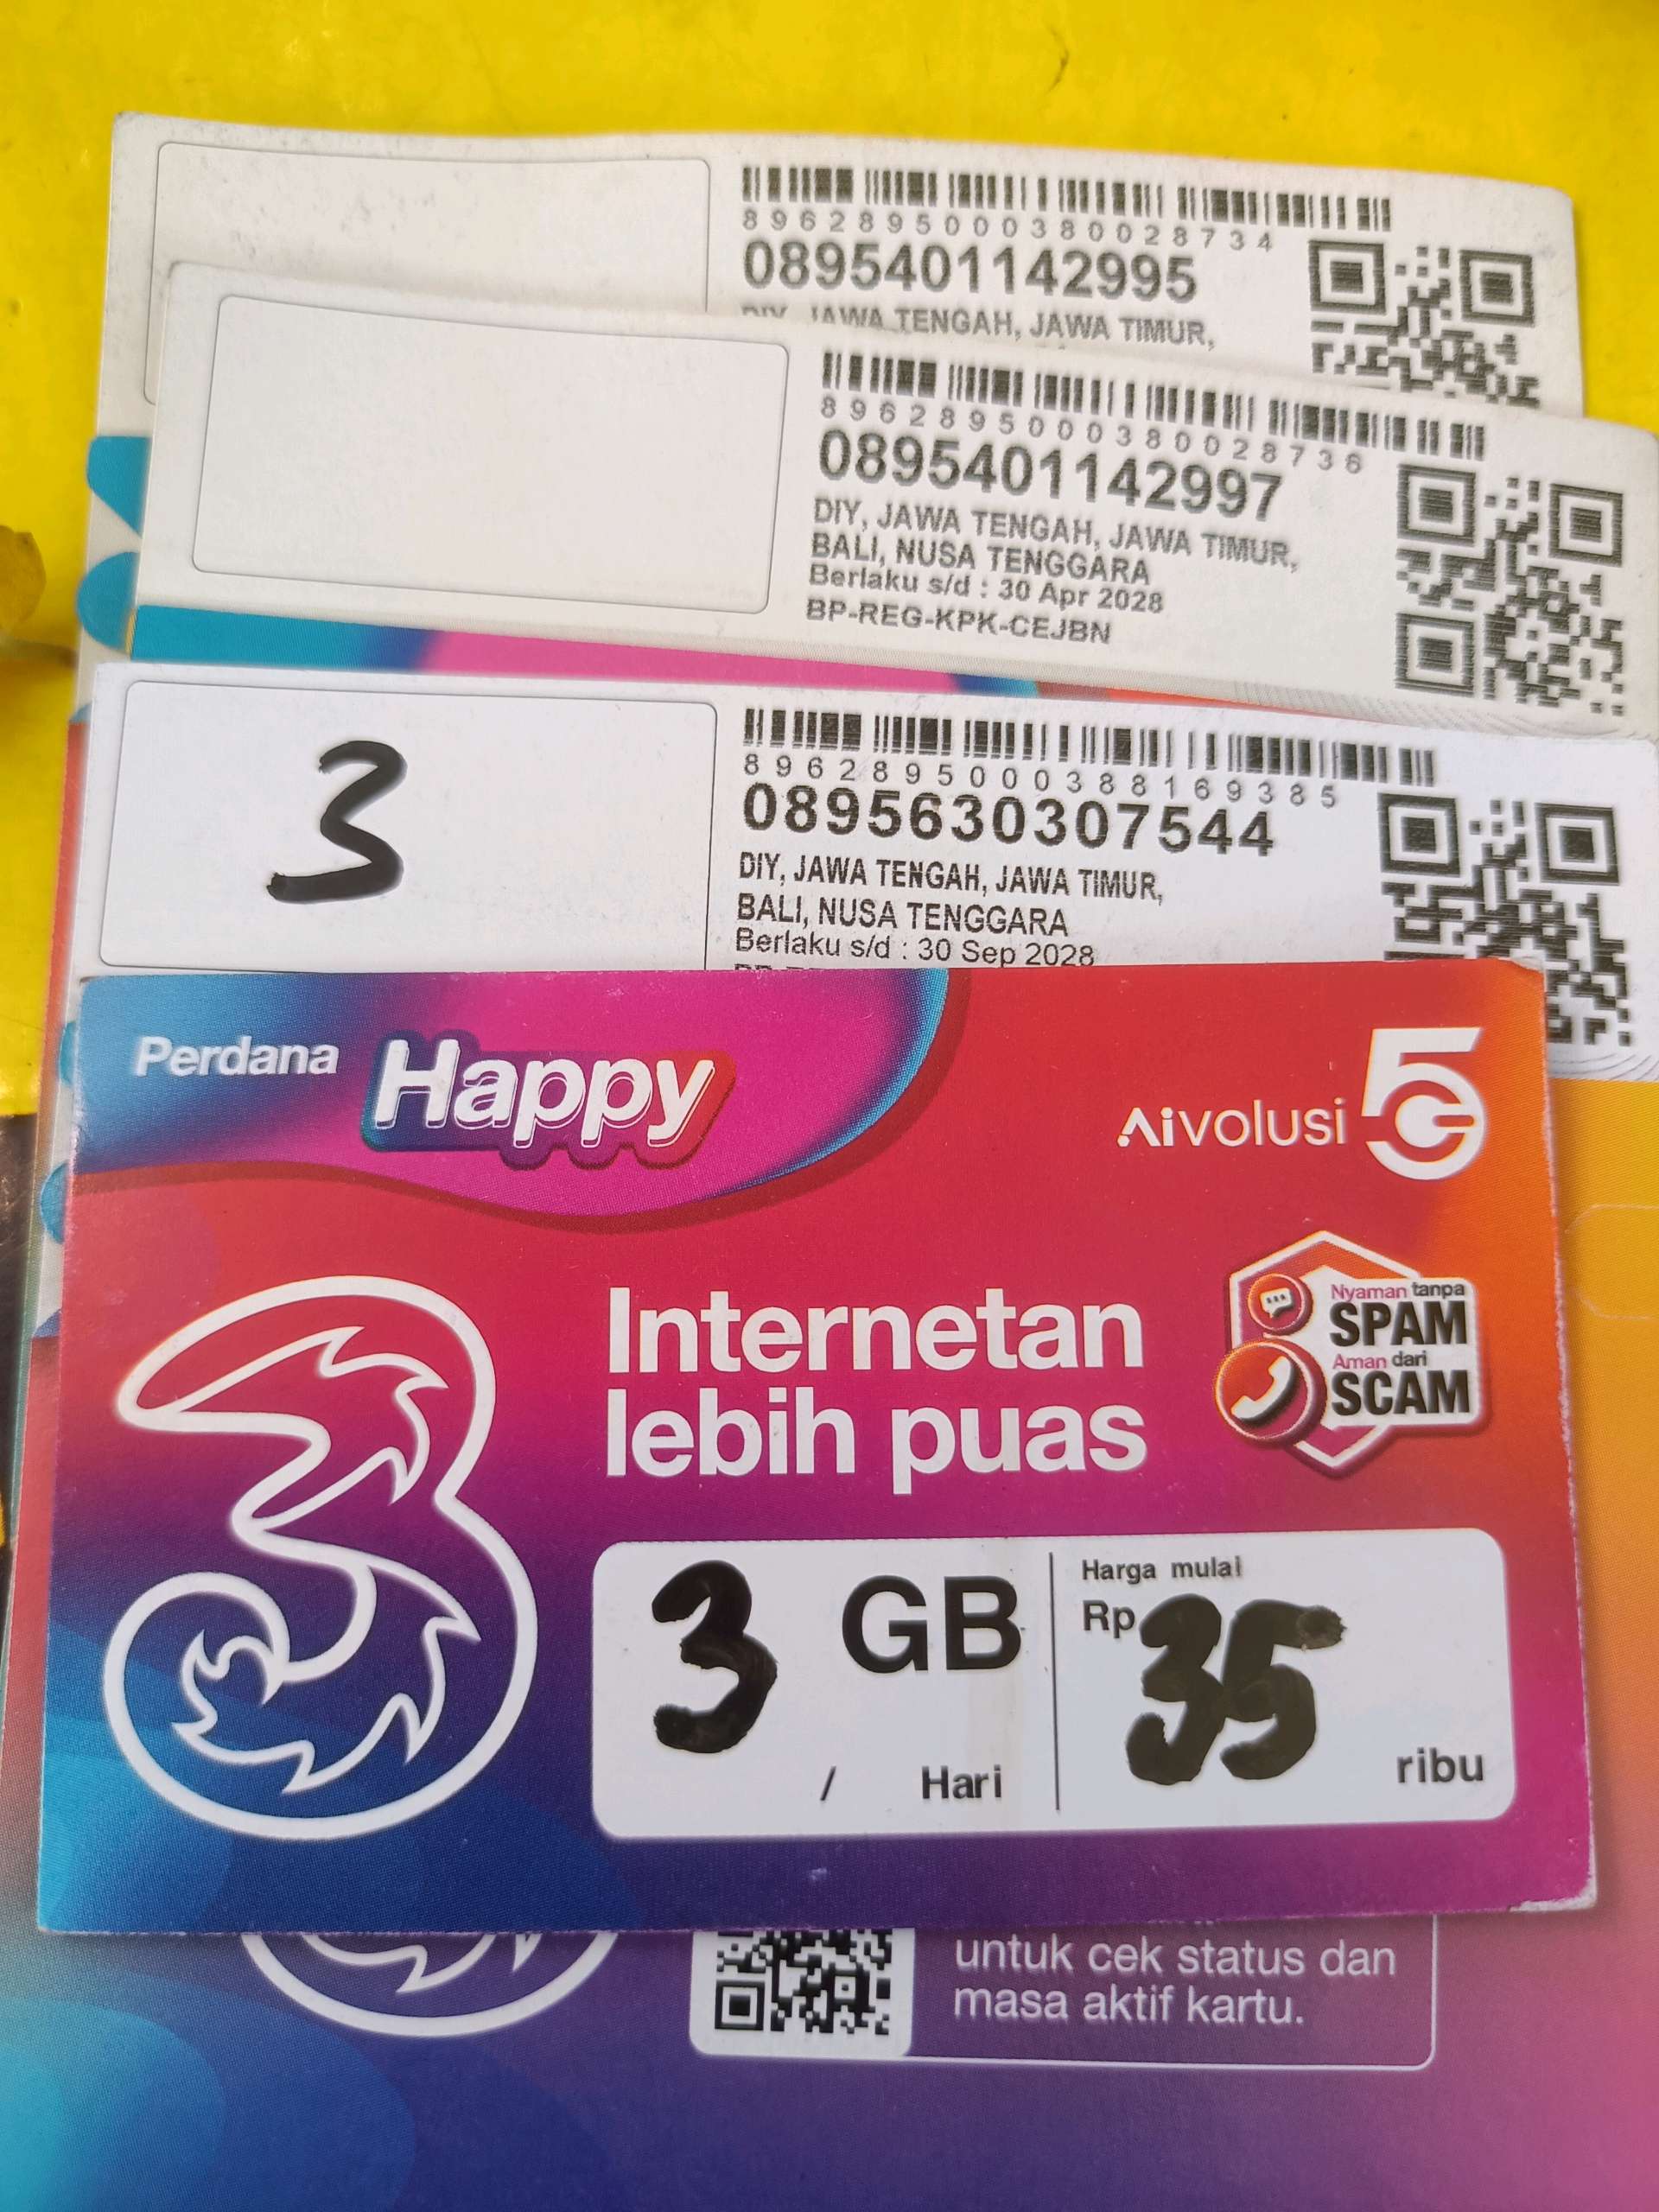 8962895000380028734
0895401142995
DIY, JAWA TENGAH, JAWA TIMUR,
8962895000380028736
0895401142997
DIY, JAWA TENGAH, JAWA TIMUR,
BALI, NUSA TENGGARA
Berlaku s/d : 30 Apr 2028
BP-REG-KPK-CEJBN
3
8962895000388169385
0895630307544
DIY, JAWA TENGAH, JAWA TIMUR,
BALI, NUSA TENGGARA
Berlaku s/d : 30 Sep 2028
Perdana Happy
Aivolusi 5G
3
Internetan
lebih puas
Nyaman tanpa
SPAM
Aman dari
SCAM
3 GB
/ Hari
Harga mulai
Rp 35
ribu
untuk cek status dan
masa aktif kartu.